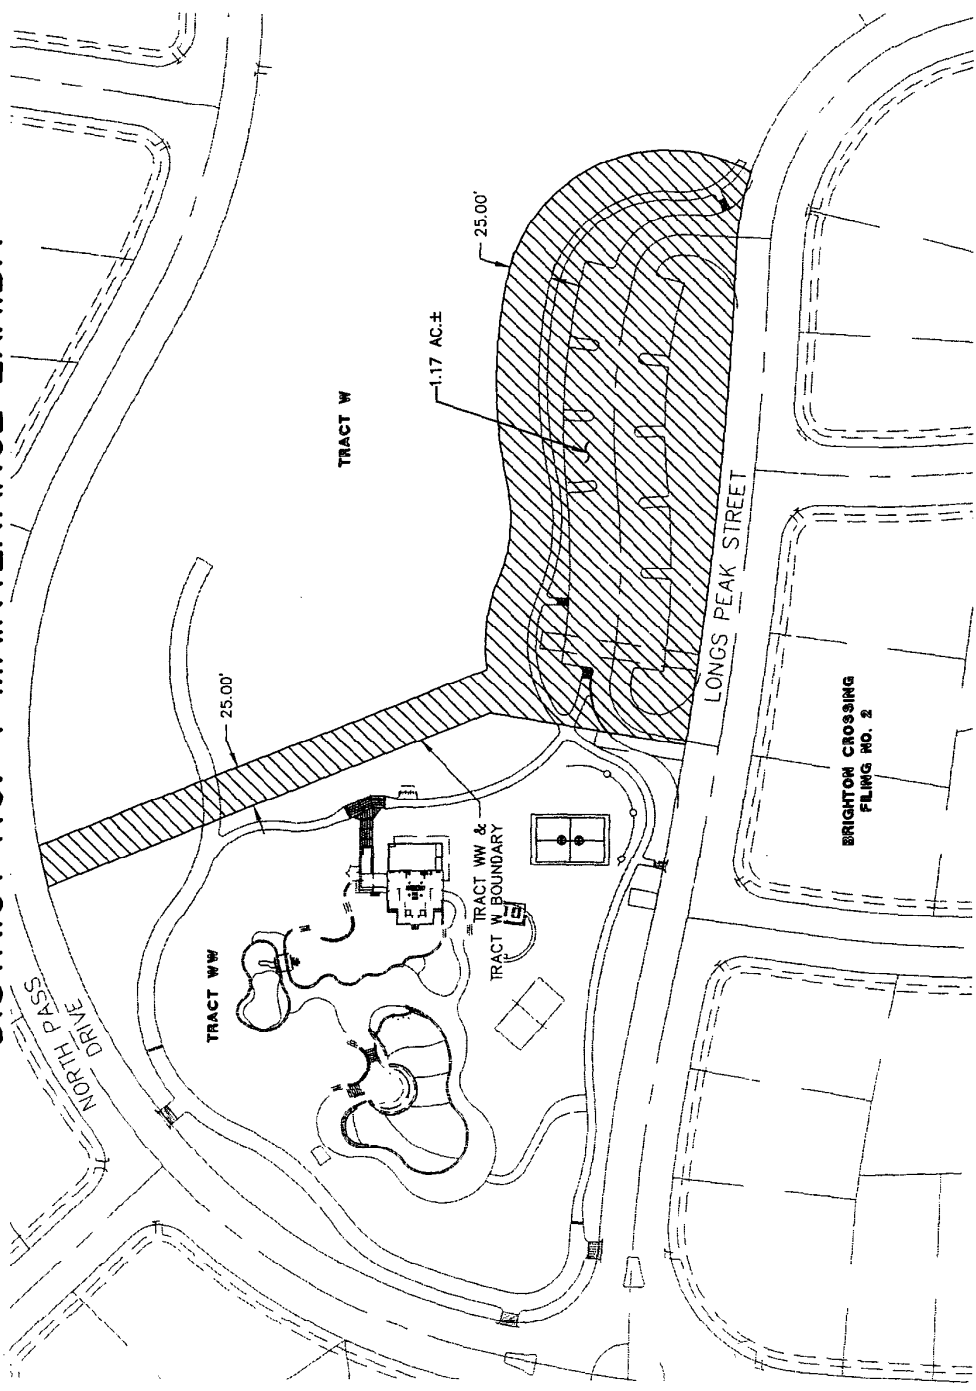 25.00'
1.17 AC.±
TRACT W
25.00'
LONGS PEAK STREET
BRIGHTON CROSSING
FILING NO. 2
TRACT WW &
TRACT W BOUNDARY
TRACT WW
NORTH PASS
DRIVE